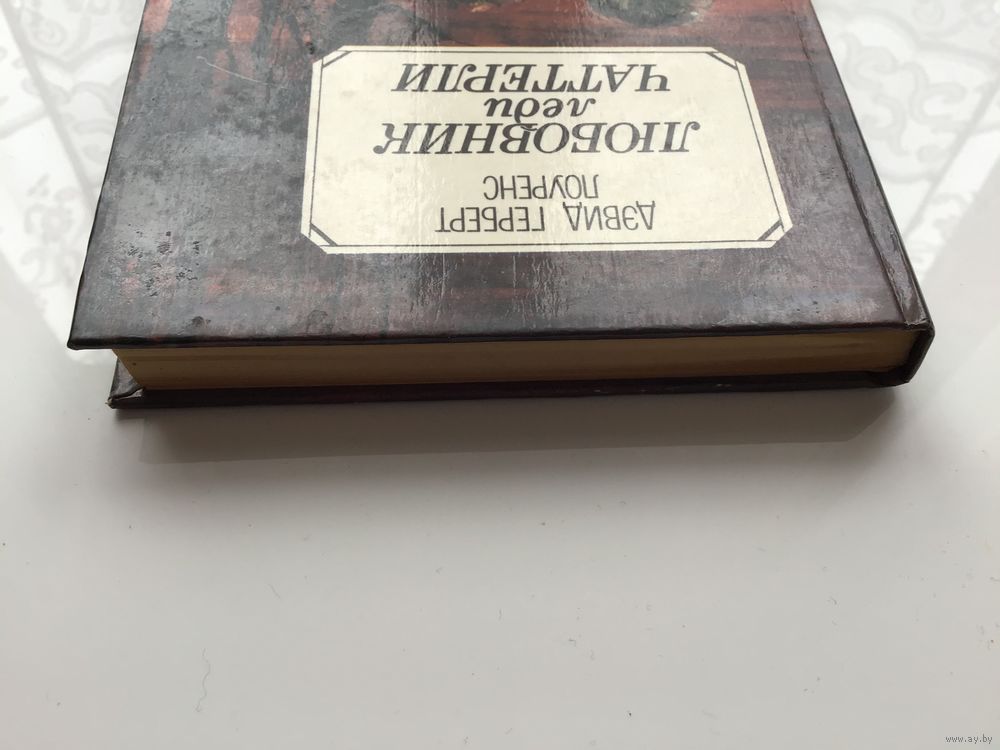 ДЭВИД ГЕРБЕРТ
ЛОУРЕНС
ЛЮБОВНИК
леди
ЧАТТЕРЛИ
www.ay.by